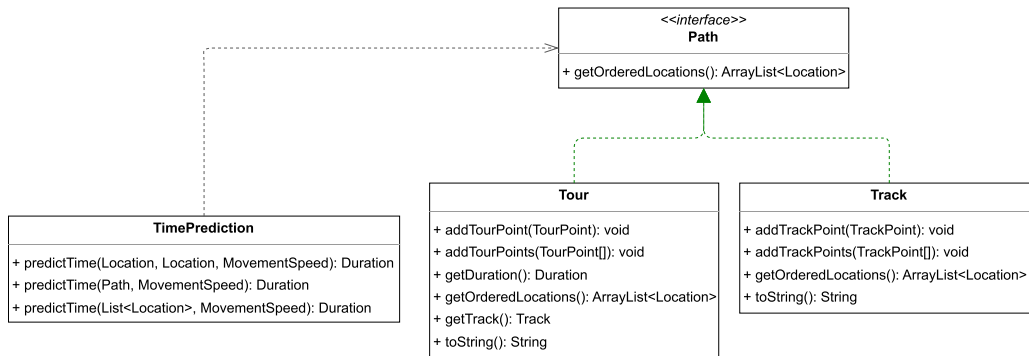 <<interface>>
Path
+ getOrderedLocations(): ArrayList<Location>
TimePrediction
+ predictTime(Location, Location, MovementSpeed): Duration
+ predictTime(Path, MovementSpeed): Duration
+ predictTime(List<Location>, MovementSpeed): Duration
Tour
+ addTourPoint(TourPoint): void
+ addTourPoints(TourPoint[]): void
+ getDuration(): Duration
+ getOrderedLocations(): ArrayList<Location>
+ getTrack(): Track
+ toString(): String
Track
+ addTrackPoint(TrackPoint): void
+ addTrackPoints(TrackPoint[]): void
+ getOrderedLocations(): ArrayList<Location>
+ toString(): String